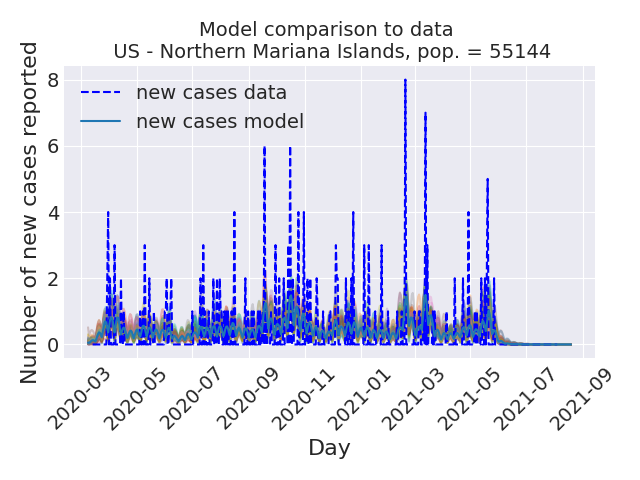 Model comparison to data
US - Northern Mariana Islands, pop. = 55144
Number of new cases reported
8
6
4
2
0
new cases data
new cases model
2020-03
2020-05
2020-07
2020-09
2020-11
2021-01
2021-03
2021-05
2021-07
2021-09
Day